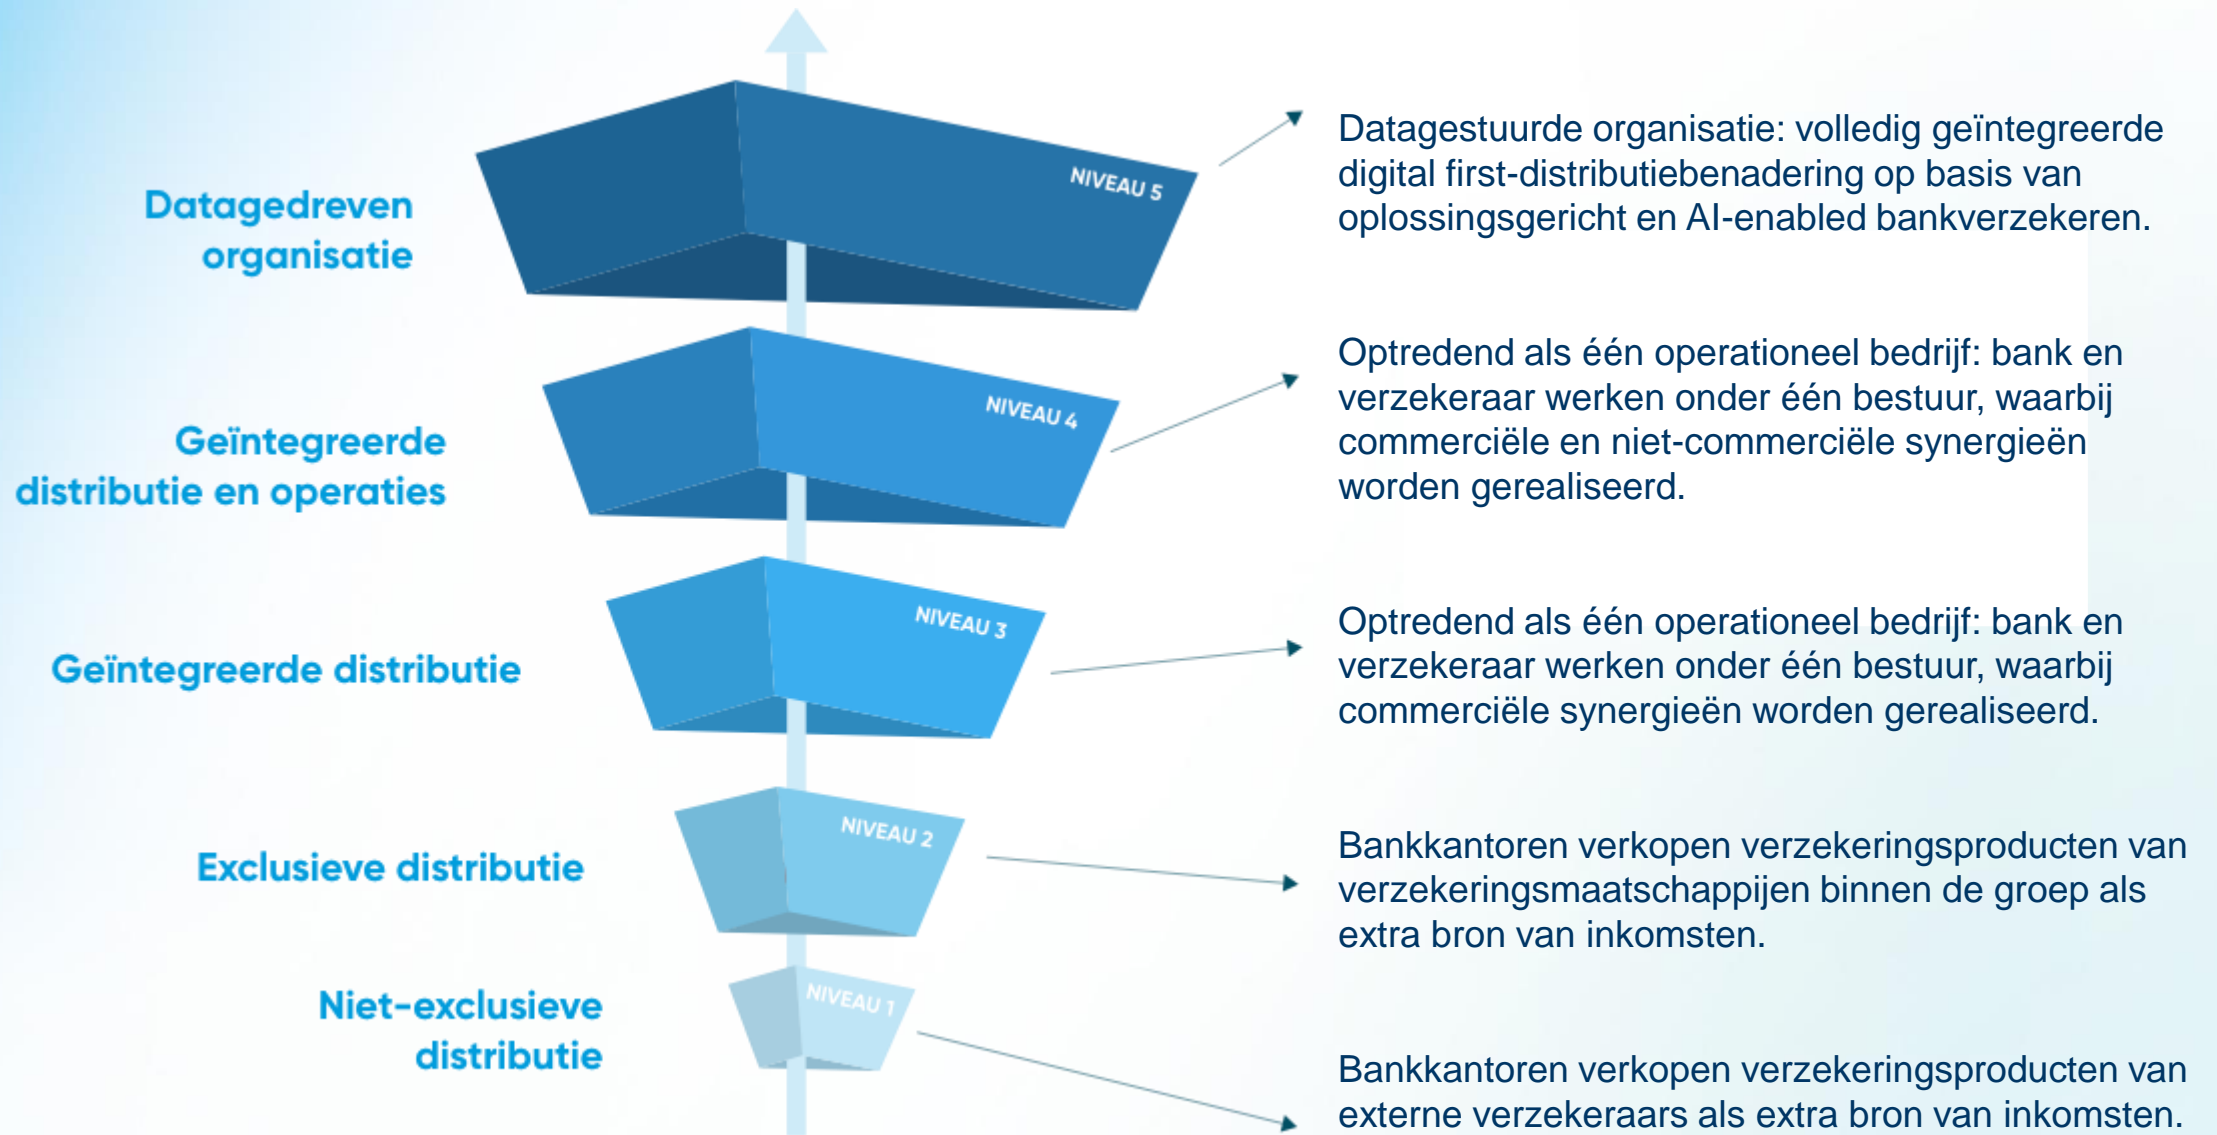 Datagedreven
organisatie
NIVEAU 5
Datagestuurde organisatie: volledig geïntegreerde
digital first-distributiebenadering op basis van
oplossingsgericht en AI-enabled bankverzekeren.
Geïntegreerde
distributie en operaties
NIVEAU 4
Optredend als één operationeel bedrijf: bank en
verzekeraar werken onder één bestuur, waarbij
commerciële en niet-commerciële synergieën
worden gerealiseerd.
Geïntegreerde distributie
NIVEAU 3
Optredend als één operationeel bedrijf: bank en
verzekeraar werken onder één bestuur, waarbij
commerciële synergieën worden gerealiseerd.
Exclusieve distributie
NIVEAU 2
Bankkantoren verkopen verzekeringsproducten van
verzekeringsmaatschappijen binnen de groep als
extra bron van inkomsten.
Niet-exclusieve
distributie
NIVEAU 1
Bankkantoren verkopen verzekeringsproducten van
externe verzekeraars als extra bron van inkomsten.